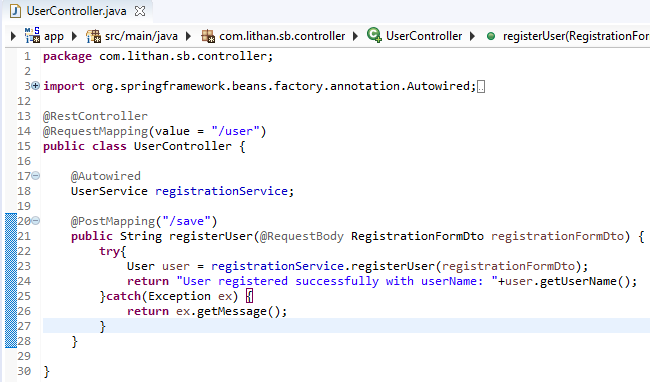 UserController.java
app src/main/java com.lithan.sb.controller UserController registerUser(RegistrationForm
1 package com.lithan.sb.controller;
2
3 import org.springframework.beans.factory.annotation.Autowired;
12
13 @RestController
14 @RequestMapping(value = "/user")
15 public class UserController {
16
17 @Autowired
18 UserService registrationService;
19
20 @PostMapping("/save")
21 public String registerUser(@RequestBody RegistrationFormDto registrationFormDto) {
22 try{
23 User user = registrationService.registerUser(registrationFormDto);
24 return "User registered successfully with userName: "+user.getUserName();
25 }catch(Exception ex) {
26 return ex.getMessage();
27 }
28 }
29
30 }